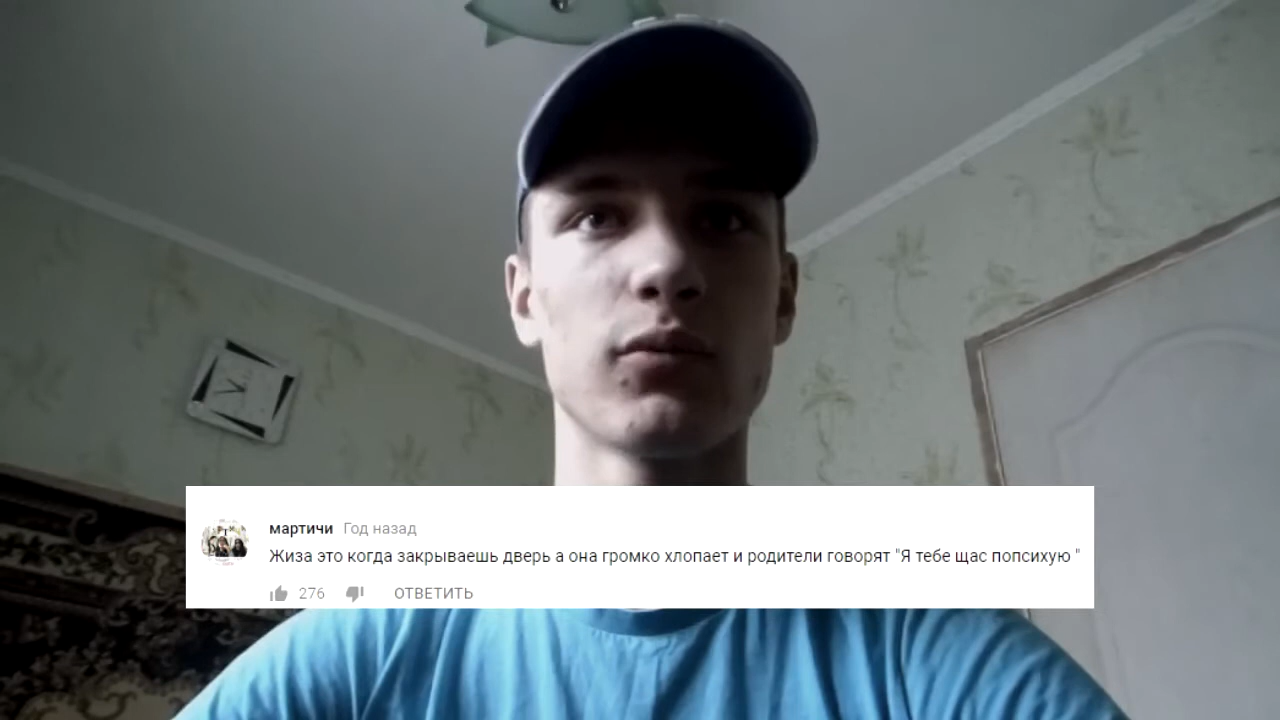 мартичи Год назад
Жиза это когда закрываешь дверь а она громко хлопает и родители говорят "Я тебе щас попсихую "
276 ОТВЕТИТЬ